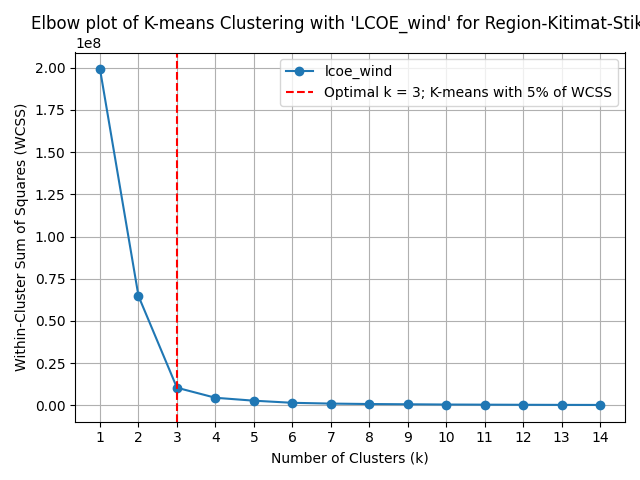 Elbow plot of K-means Clustering with 'LCOE_wind' for Region-Kitimat-Stik
1e8
lcoe_wind
Optimal k = 3; K-means with 5% of WCSS
2.00
1.75
1.50
1.25
1.00
0.75
0.50
0.25
0.00
Within-Cluster Sum of Squares (WCSS)
1 2 3 4 5 6 7 8 9 10 11 12 13 14
Number of Clusters (k)